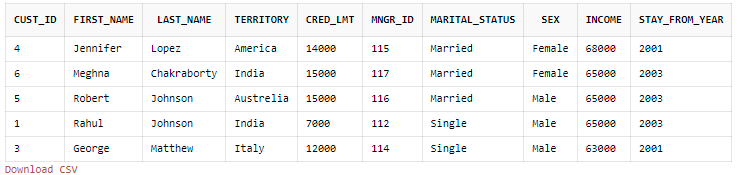 CUST_ID FIRST_NAME LAST_NAME TERRITORY CRED_LMT MNGR_ID MARITAL_STATUS SEX INCOME STAY_FROM_YEAR
4 Jennifer Lopez America 14000 115 Married Female 68000 2001
6 Meghna Chakraborty India 15000 117 Married Female 65000 2003
5 Robert Johnson Austrelia 15000 116 Married Male 65000 2003
1 Rahul Johnson India 7000 112 Single Male 65000 2003
3 George Matthew Italy 12000 114 Single Male 63000 2001
Download CSV